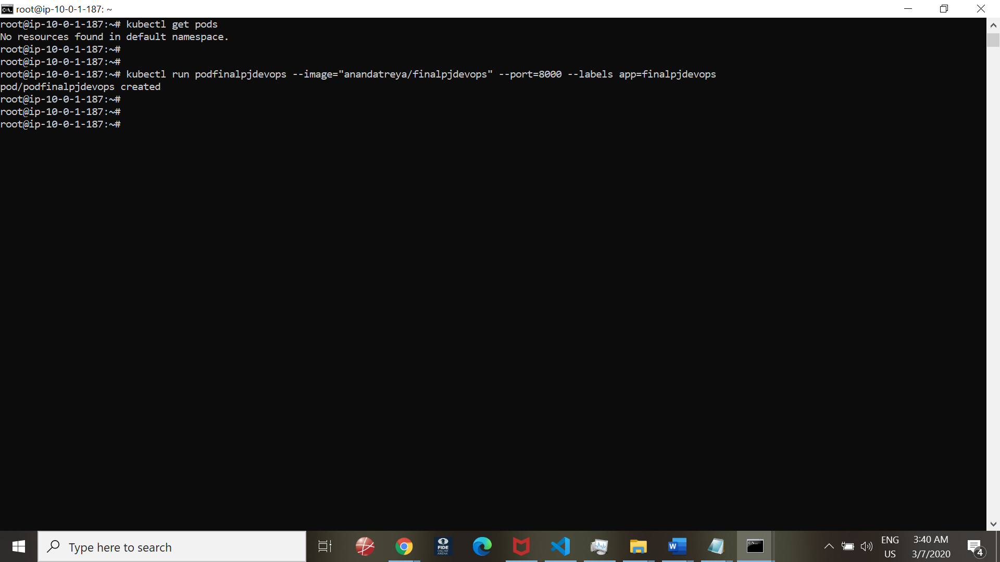 root@ip-10-0-1-187: ~
root@ip-10-0-1-187:~# kubectl get pods
No resources found in default namespace.
root@ip-10-0-1-187:~#
root@ip-10-0-1-187:~#
root@ip-10-0-1-187:~# kubectl run podfinalpjdevops --image="anandatreya/finalpjdevops" --port=8000 --labels app=finalpjdevops
pod/podfinalpjdevops created
root@ip-10-0-1-187:~#
root@ip-10-0-1-187:~#
root@ip-10-0-1-187:~#
Type here to search
FIDE
ONLINE
ARENA
W
ENG
US
3:40 AM
3/7/2020
4